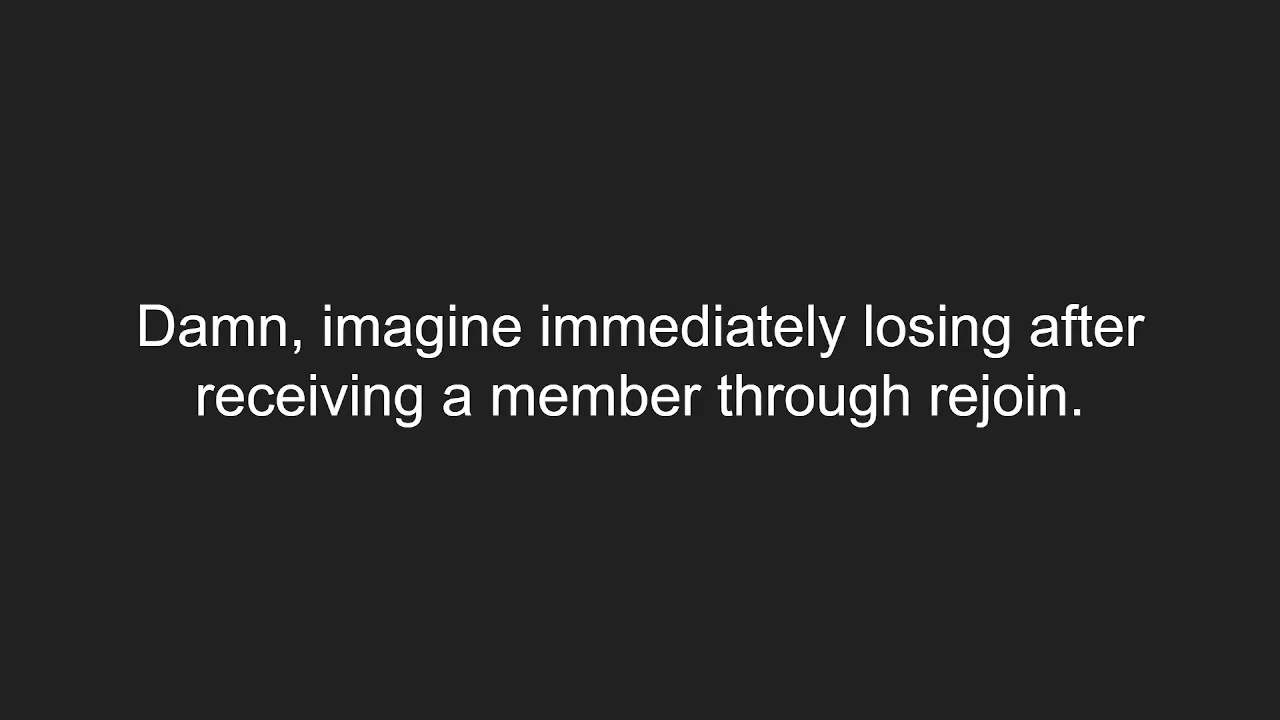 Damn, imagine immediately losing after
receiving a member through rejoin.